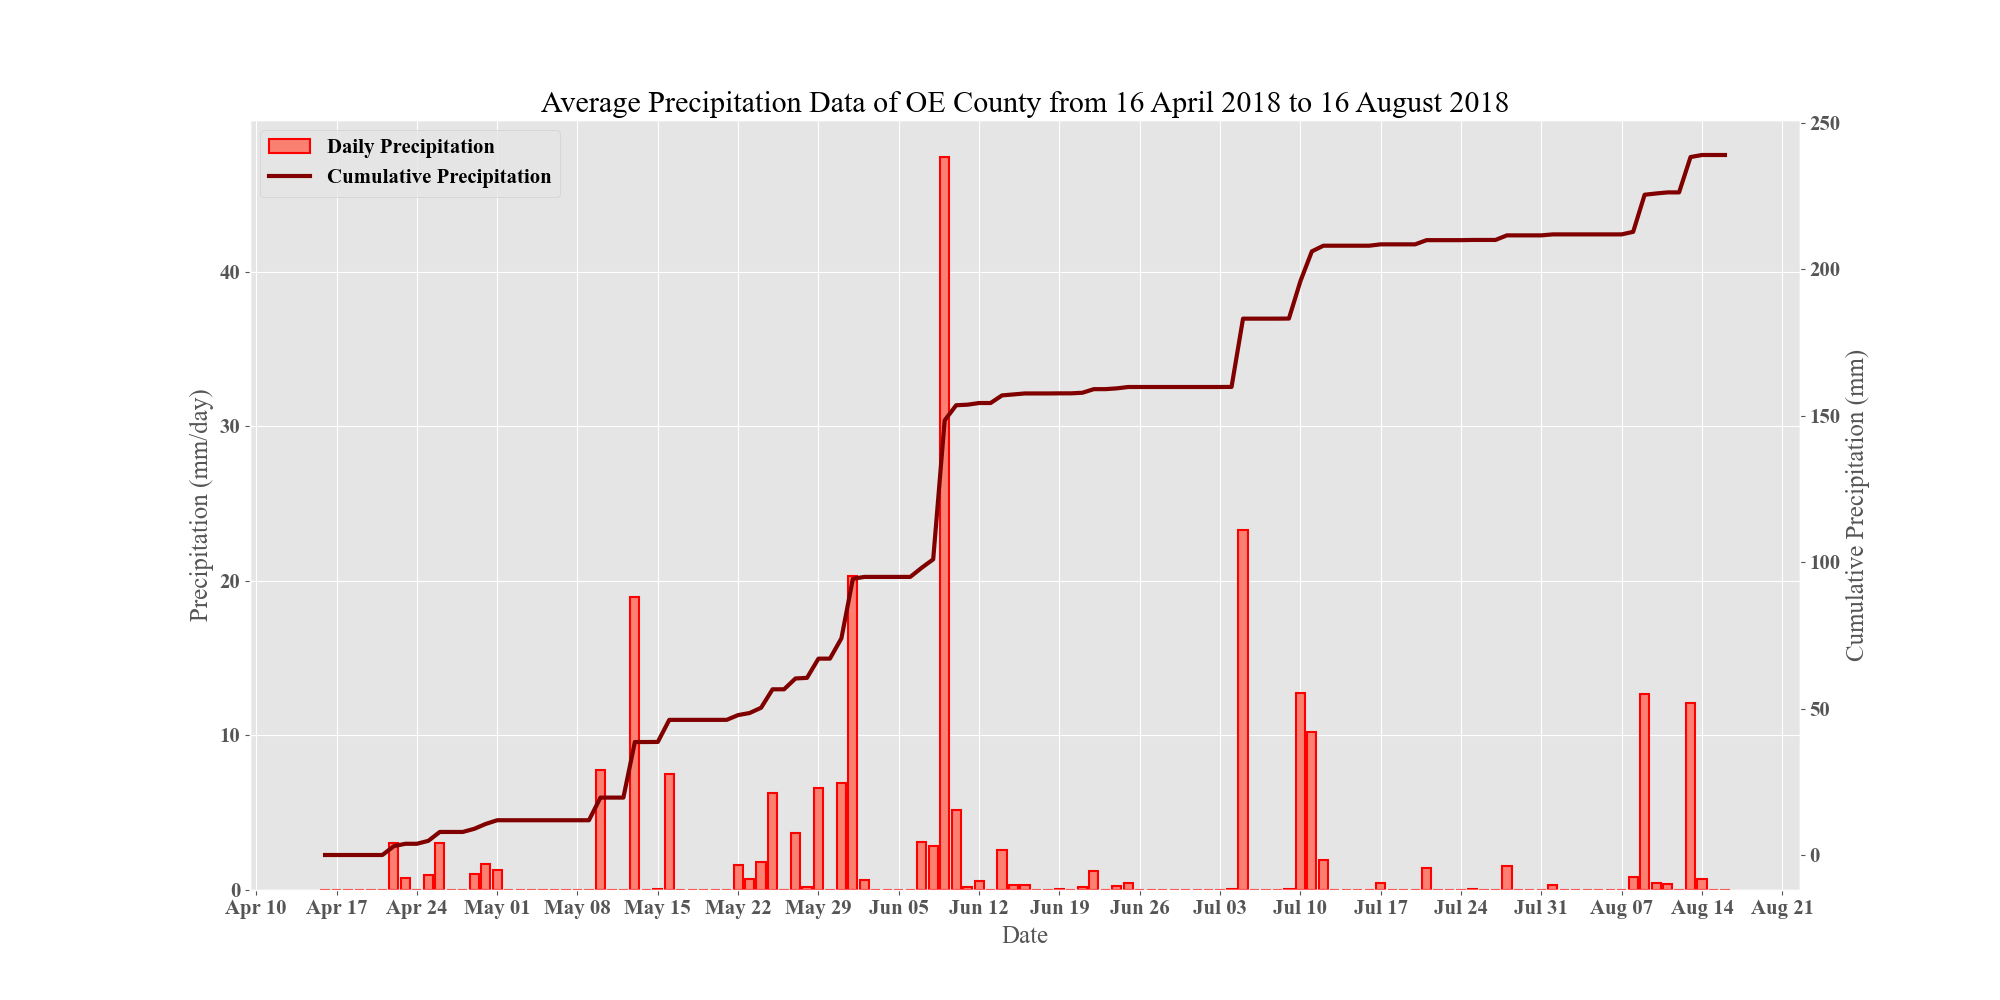 Average Precipitation Data of OE County from 16 April 2018 to 16 August 2018
Daily Precipitation
Cumulative Precipitation
Precipitation (mm/day)
40
30
20
10
0
250
200
150
100
50
0
Cumulative Precipitation (mm)
Apr 10 Apr 17 Apr 24 May 01 May 08 May 15 May 22 May 29 Jun 05 Jun 12 Jun 19 Jun 26 Jul 03 Jul 10 Jul 17 Jul 24 Jul 31 Aug 07 Aug 14 Aug 21
Date